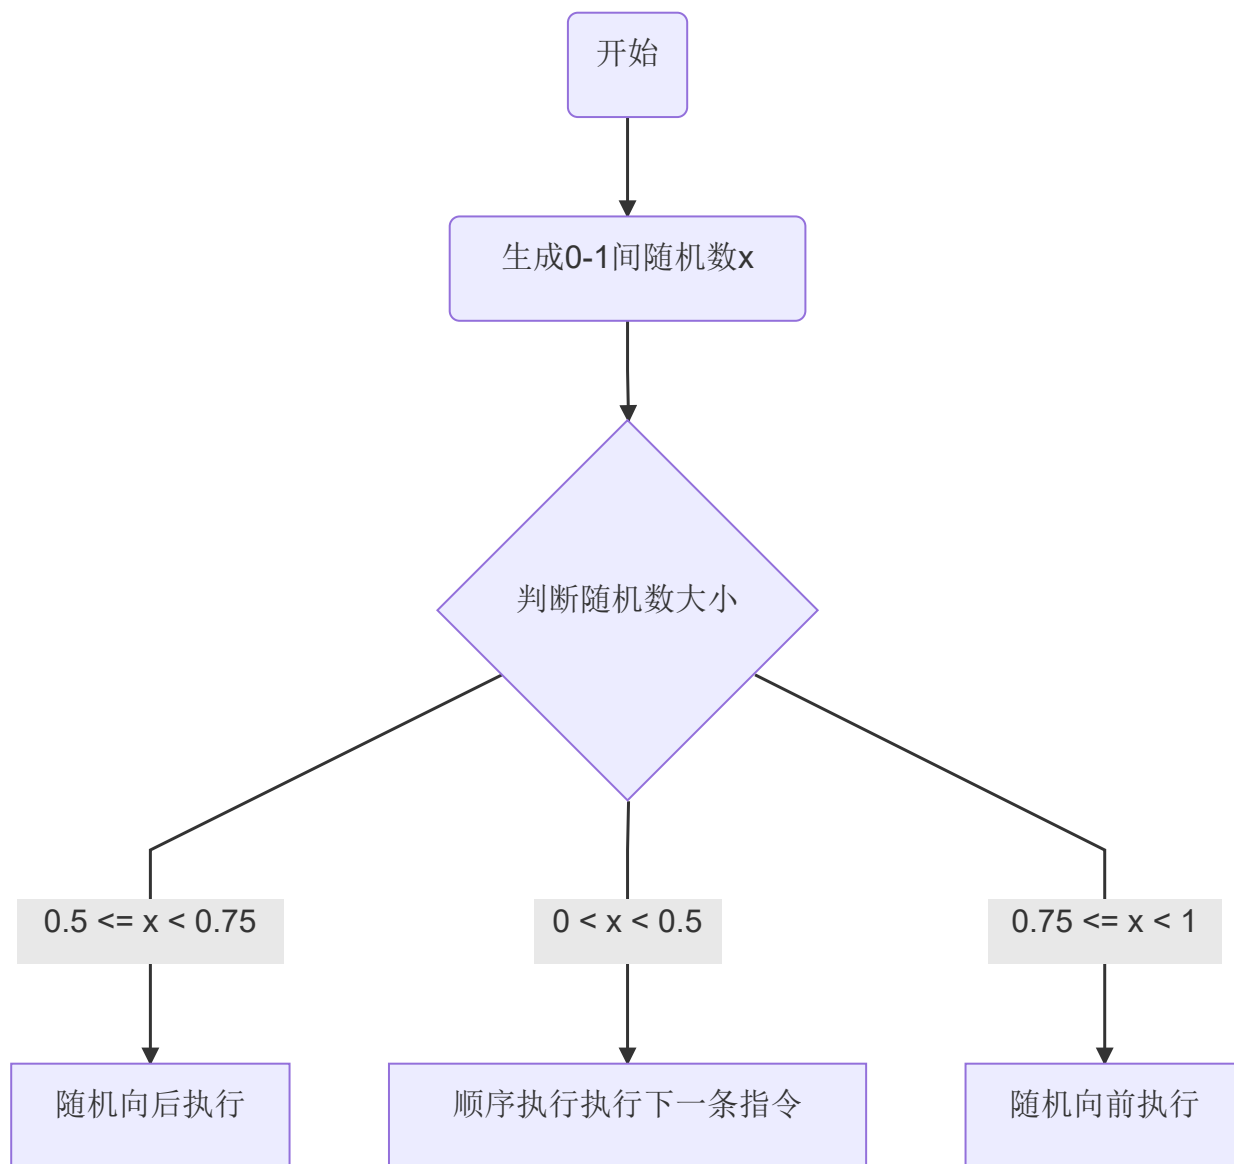 开始
生成0-1间随机数x
判断随机数大小
0.5 <= x < 0.75
0 < x < 0.5
0.75 <= x < 1
随机向后执行
顺序执行执行下一条指令
随机向前执行